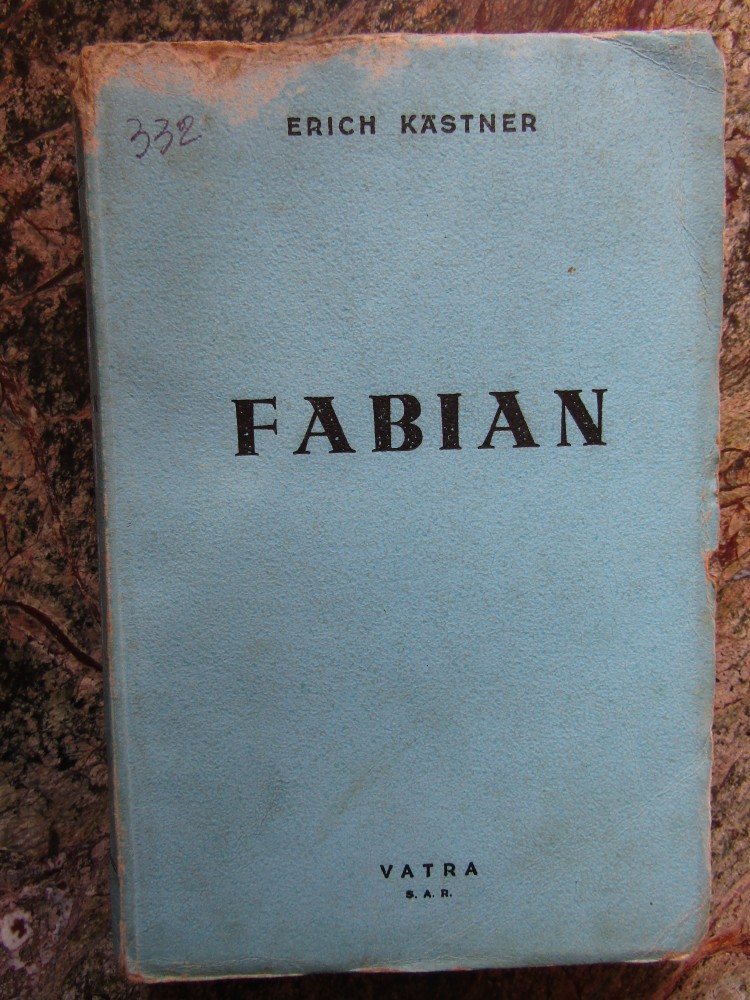 332
ERICH KÄSTNER
FABIAN
VATRA
S. A. R.